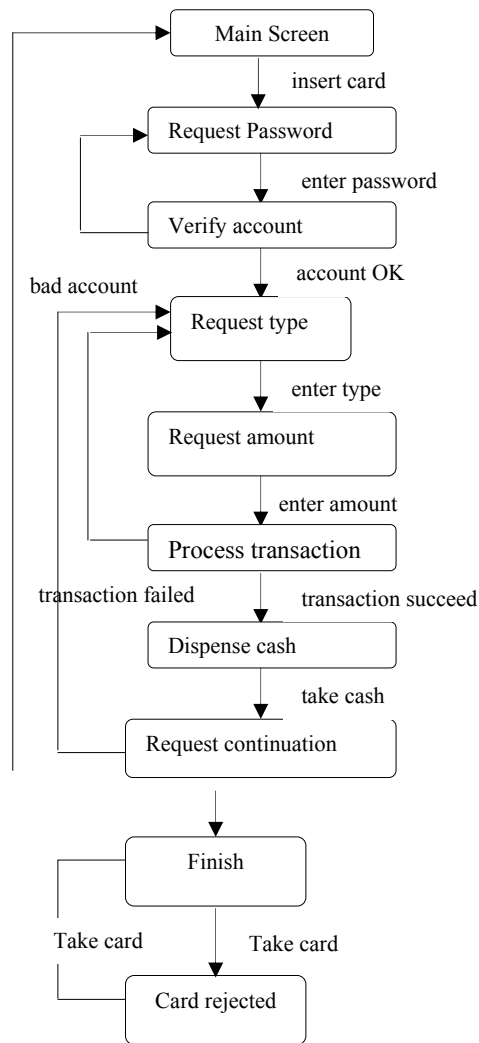 Main Screen
insert card
Request Password
enter password
Verify account
account OK
bad account
Request type
enter type
Request amount
enter amount
Process transaction
transaction failed
transaction succeed
Dispense cash
take cash
Request continuation
Finish
Take card
Take card
Card rejected